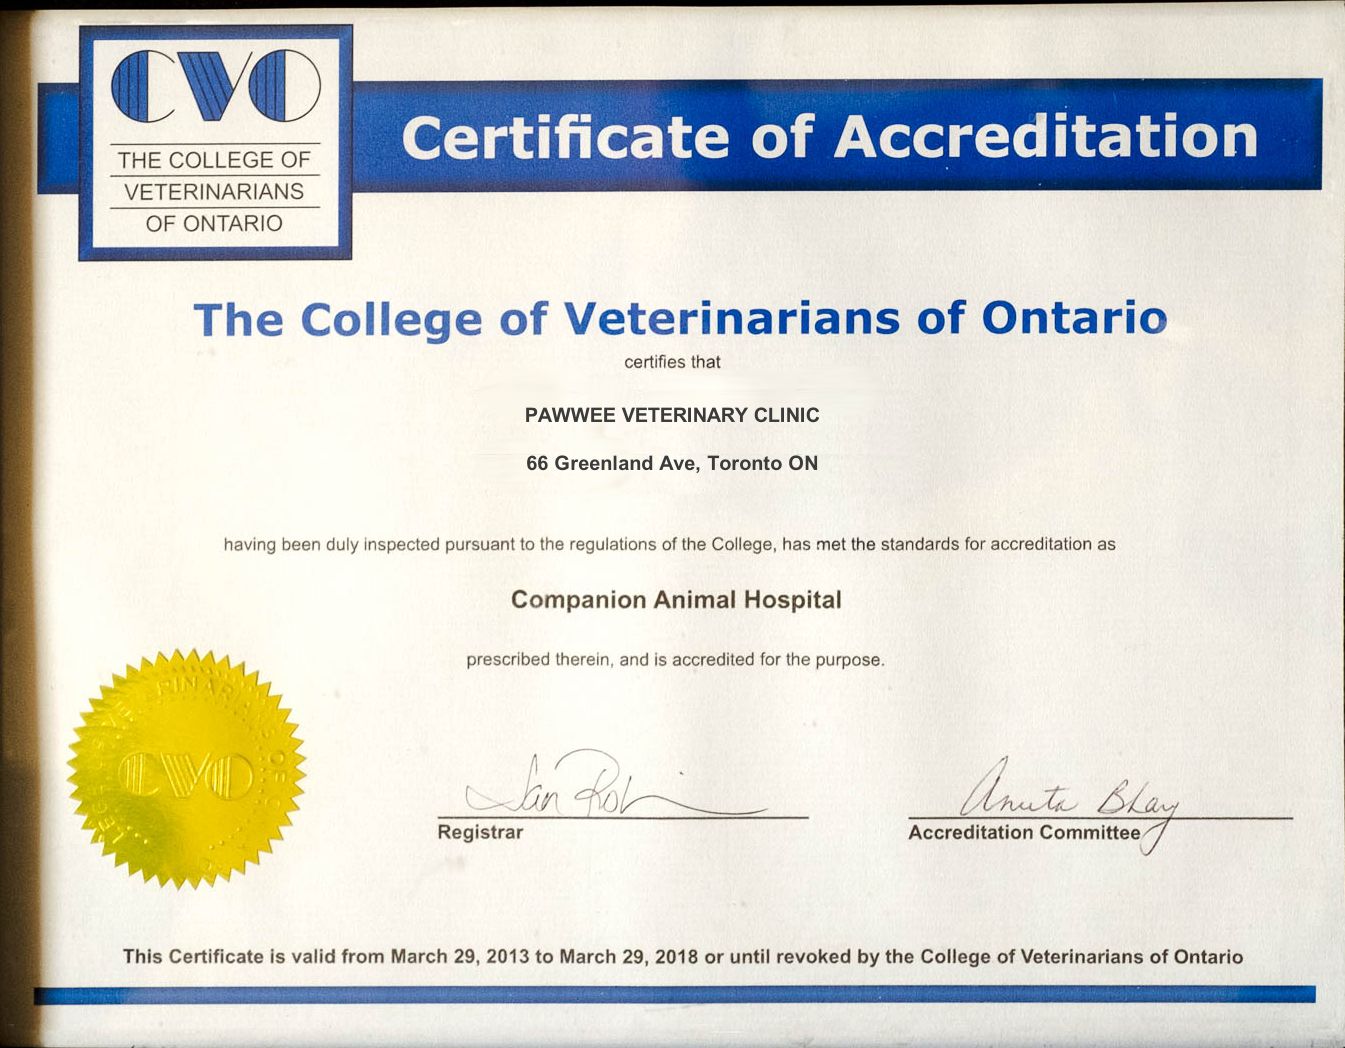 CVO
THE COLLEGE OF
VETERINARIANS
OF ONTARIO
Certificate of Accreditation
The College of Veterinarians of Ontario
certifies that
PAWWEE VETERINARY CLINIC
66 Greenland Ave, Toronto ON
having been duly inspected pursuant to the regulations of the College, has met the standards for accreditation as
Companion Animal Hospital
prescribed therein, and is accredited for the purpose.
CVO
Registrar
Accreditation Committee
This Certificate is valid from March 29, 2013 to March 29, 2018 or until revoked by the College of Veterinarians of Ontario